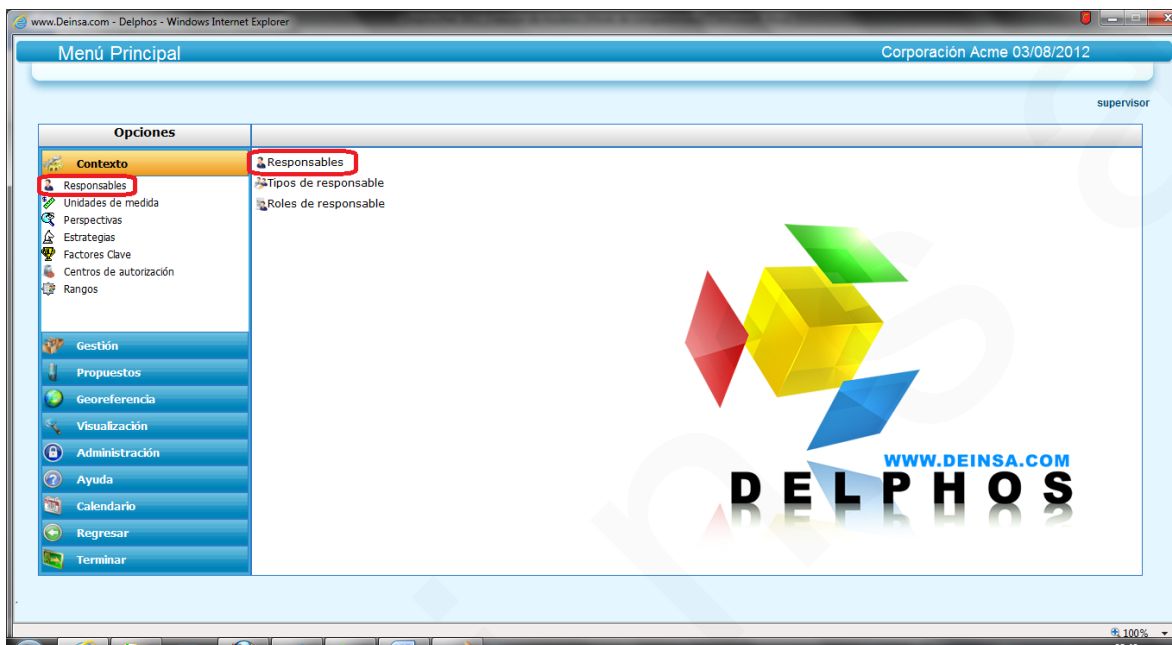 www.Deinsa.com - Delphos - Windows Internet Explorer
Menú Principal
Corporación Acme 03/08/2012
supervisor
Opciones
Contexto
Responsables
Unidades de medida
Perspectivas
Estrategias
Factores Clave
Centros de autorización
Rangos
Gestión
Propuestos
Georeferencia
Visualización
Administración
Ayuda
Calendario
Regresar
Terminar
Responsables
Tipos de responsable
Roles de responsable
WWW.DEINSA.COM
DELPHOS
100%